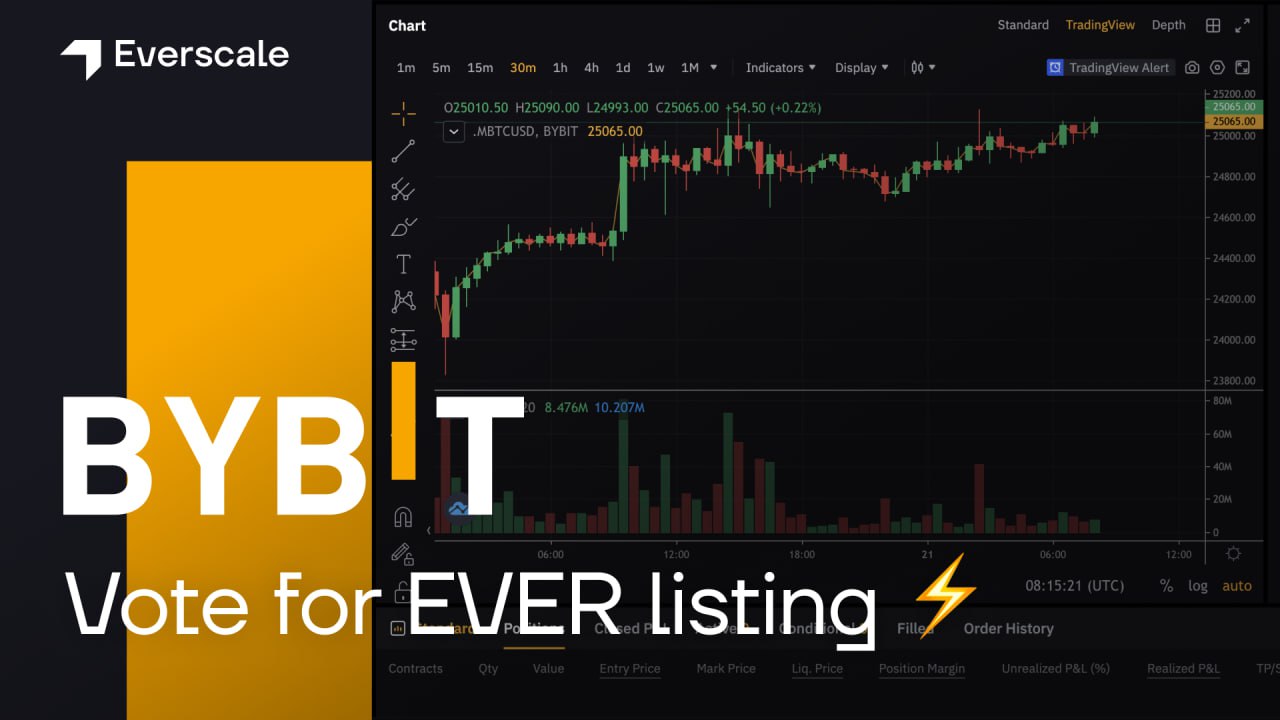 Everscale
Chart
Standard TradingView Depth
1m 5m 15m 30m 1h 4h 1d 1w 1M Indicators Display TradingView Alert
O25010.50 H25090.00 L24993.00 C25065.00 +54.50 (+0.22%)
.MBTCUSD, BYBIT 25065.00
25200.00
25065.00
25065.00
25000.00
24800.00
24600.00
24400.00
24200.00
24000.00
23800.00
BYBIT
20 8.476M 10.207M
80M
60M
40M
20M
0
06:00 12:00 18:00 21 06:00 12:00
08:15:21 (UTC) % log auto
Vote for EVER listing
Order History
Contracts Qty Value Entry Price Mark Price Liq. Price Position Margin Unrealized P&L (%) Realized P&L TP/S